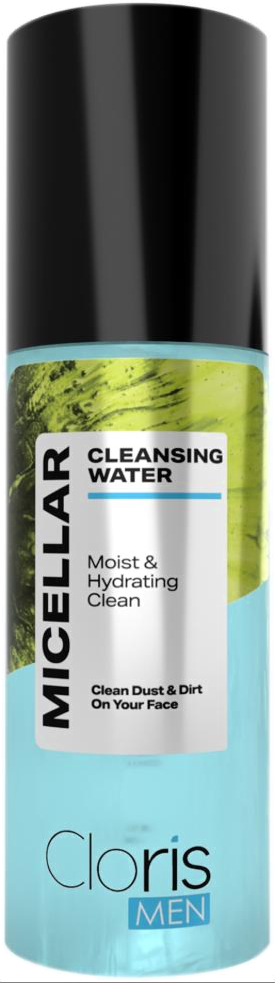 MICELLAR
CLEANSING
WATER
Moist &
Hydrating
Clean
Clean Dust & Dirt
On Your Face
Cloris
MEN